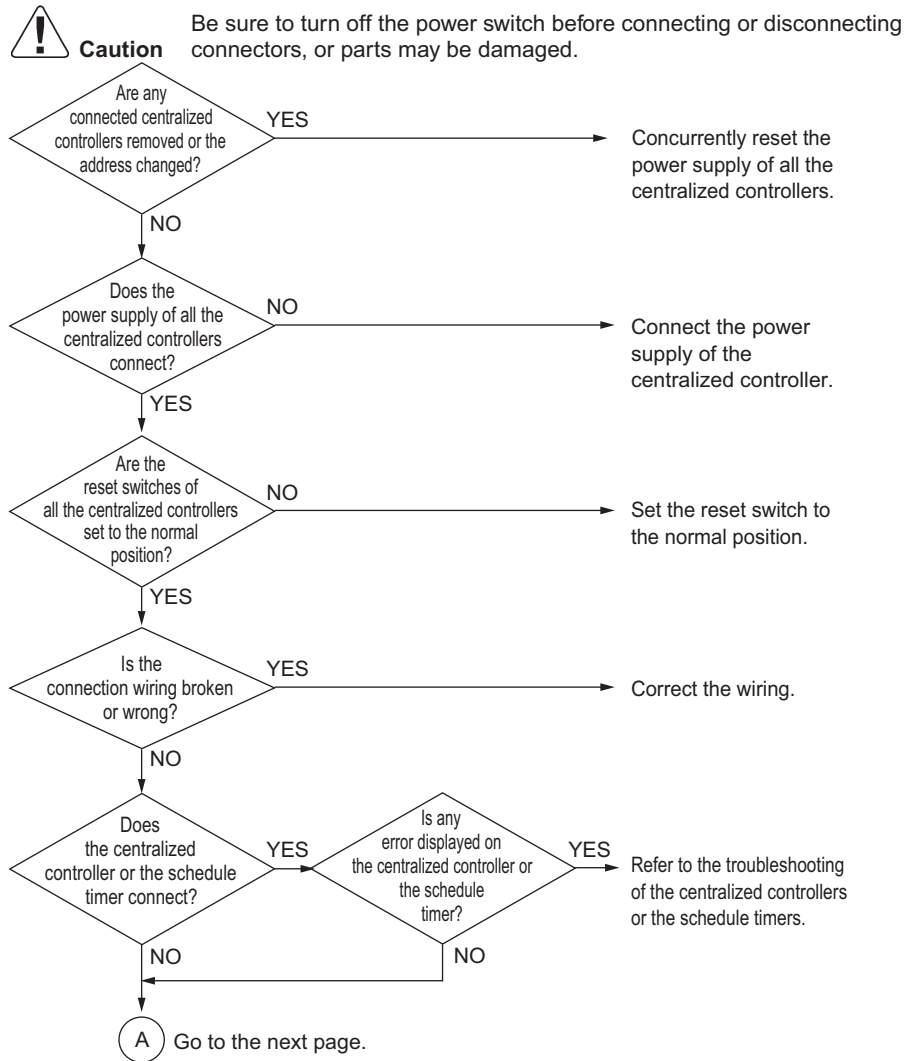 Caution
Be sure to turn off the power switch before connecting or disconnecting
connectors, or parts may be damaged.
Are any
connected centralized
controllers removed or the
address changed?
YES
Concurrently reset the
power supply of all the
centralized controllers.
NO
Does the
power supply of all the
centralized controllers
connect?
NO
Connect the power
supply of the
centralized controller.
YES
Are the
reset switches of
all the centralized controllers
set to the normal
position?
NO
Set the reset switch to
the normal position.
YES
Is the
connection wiring broken
or wrong?
YES
Correct the wiring.
NO
Does
the centralized
controller or the schedule
timer connect?
YES
Is any
error displayed on
the centralized controller or
the schedule
timer?
YES
Refer to the troubleshooting
of the centralized controllers
or the schedule timers.
NO
NO
A
Go to the next page.